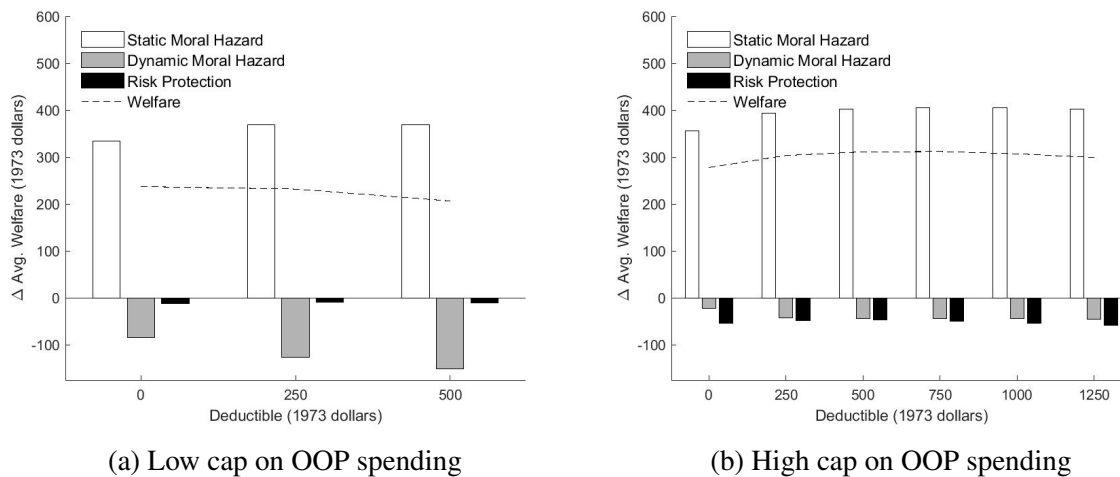 600
500
400
300
200
100
0
-100
Δ Avg. Welfare (1973 dollars)
Static Moral Hazard
Dynamic Moral Hazard
Risk Protection
Welfare
0 250 500
Deductible (1973 dollars)
(a) Low cap on OOP spending
600
500
400
300
200
100
0
-100
Δ Avg. Welfare (1973 dollars)
Static Moral Hazard
Dynamic Moral Hazard
Risk Protection
Welfare
0 250 500 750 1000 1250
Deductible (1973 dollars)
(b) High cap on OOP spending